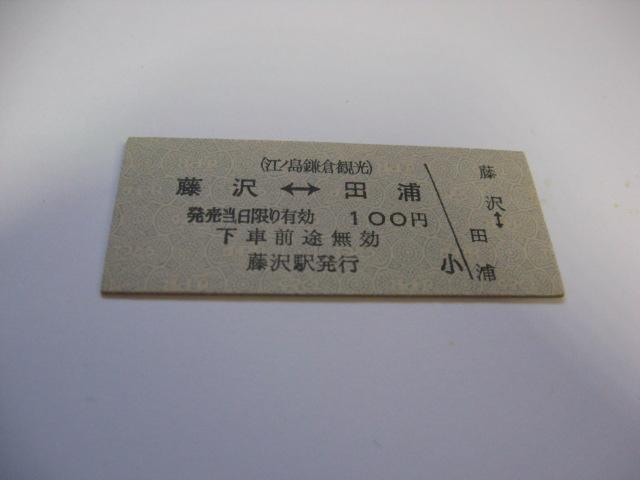 (江ノ島鎌倉観光)
藤沢 ↔ 田浦
発売当日限り有効 100円
下車前途無効
藤沢駅発行
小
藤沢↔田浦